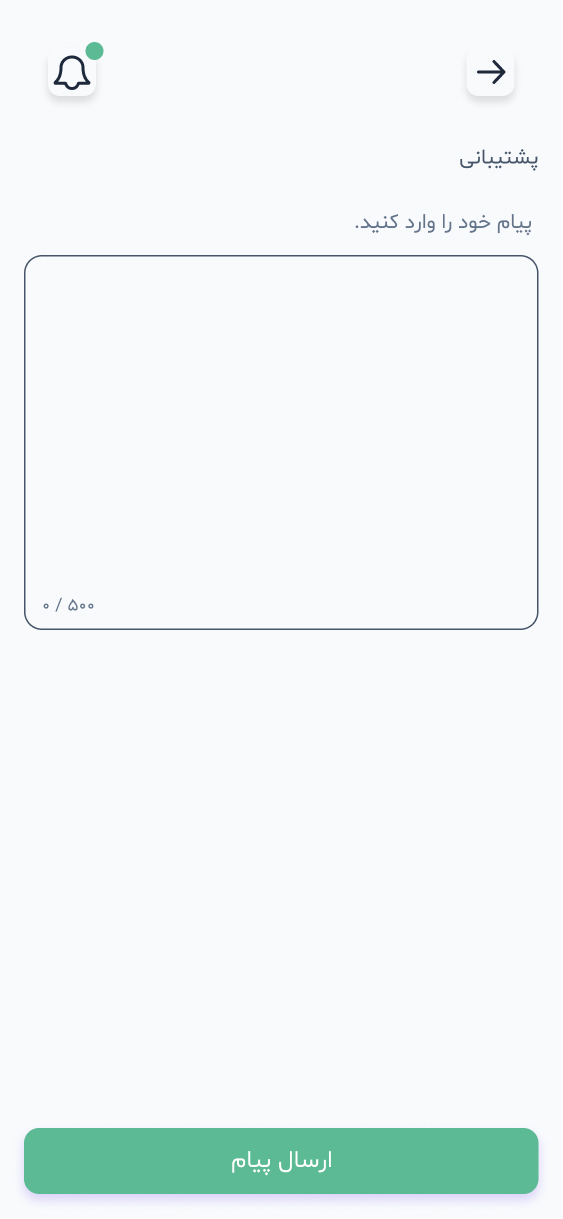 پشتیبانی
پیام خود را وارد کنید.
۰ / ۵۰۰
ارسال پیام